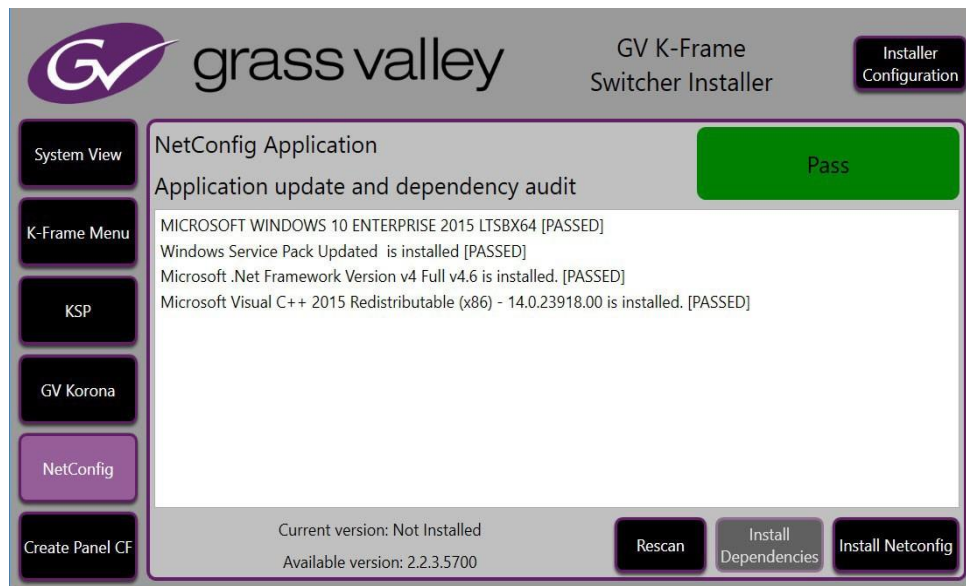 GV grass valley
GV K-Frame
Switcher Installer
Installer
Configuration
System View
K-Frame Menu
KSP
GV Korona
NetConfig
Create Panel CF
NetConfig Application
Application update and dependency audit
Pass
MICROSOFT WINDOWS 10 ENTERPRISE 2015 LTSBX64 [PASSED]
Windows Service Pack Updated is installed [PASSED]
Microsoft .Net Framework Version v4 Full v4.6 is installed. [PASSED]
Microsoft Visual C++ 2015 Redistributable (x86) - 14.0.23918.00 is installed. [PASSED]
Current version: Not Installed
Available version: 2.2.3.5700
Rescan
Install
Dependencies
Install Netconfig